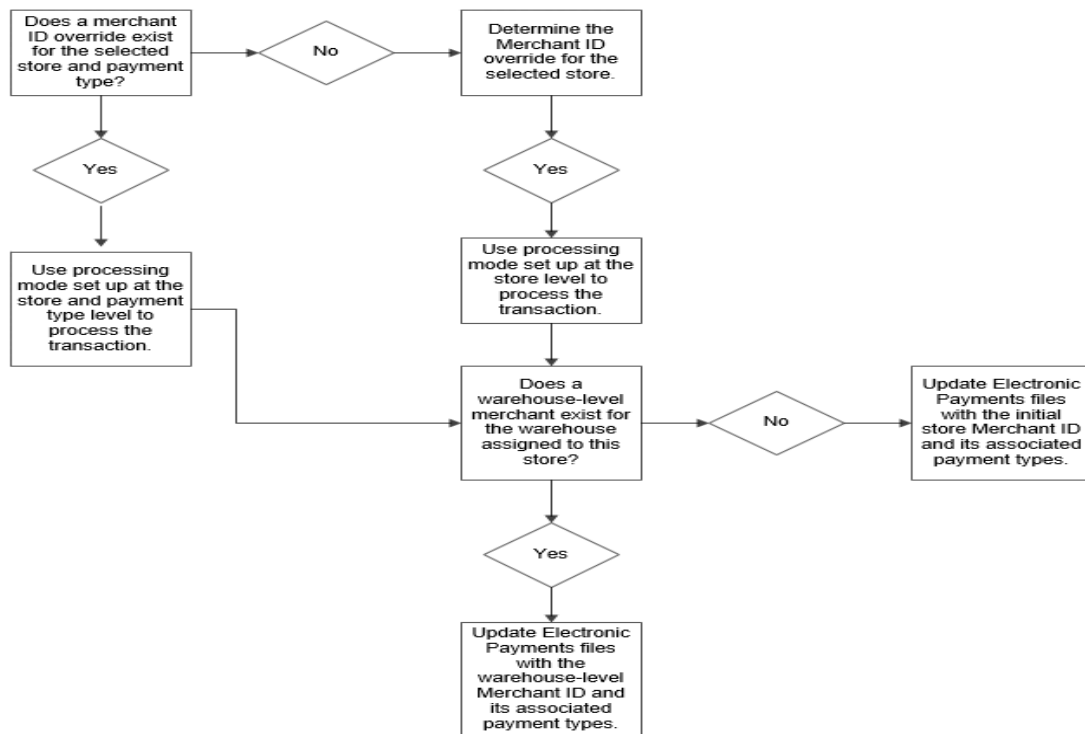 Does a merchant
ID override exist
for the selected
store and payment
type?
No
Determine the
Merchant ID
override for the
selected store.
Yes
Yes
Use processing
mode set up at the
store and payment
type level to
process the
transaction.
Use processing
mode set up at the
store level to
process the
transaction.
Does a
warehouse-level
merchant exist for
the warehouse
assigned to this
store?
No
Update Electronic
Payments files
with the initial
store Merchant ID
and its associated
payment types.
Yes
Update Electronic
Payments files
with the
warehouse-level
Merchant ID and
its associated
payment types.